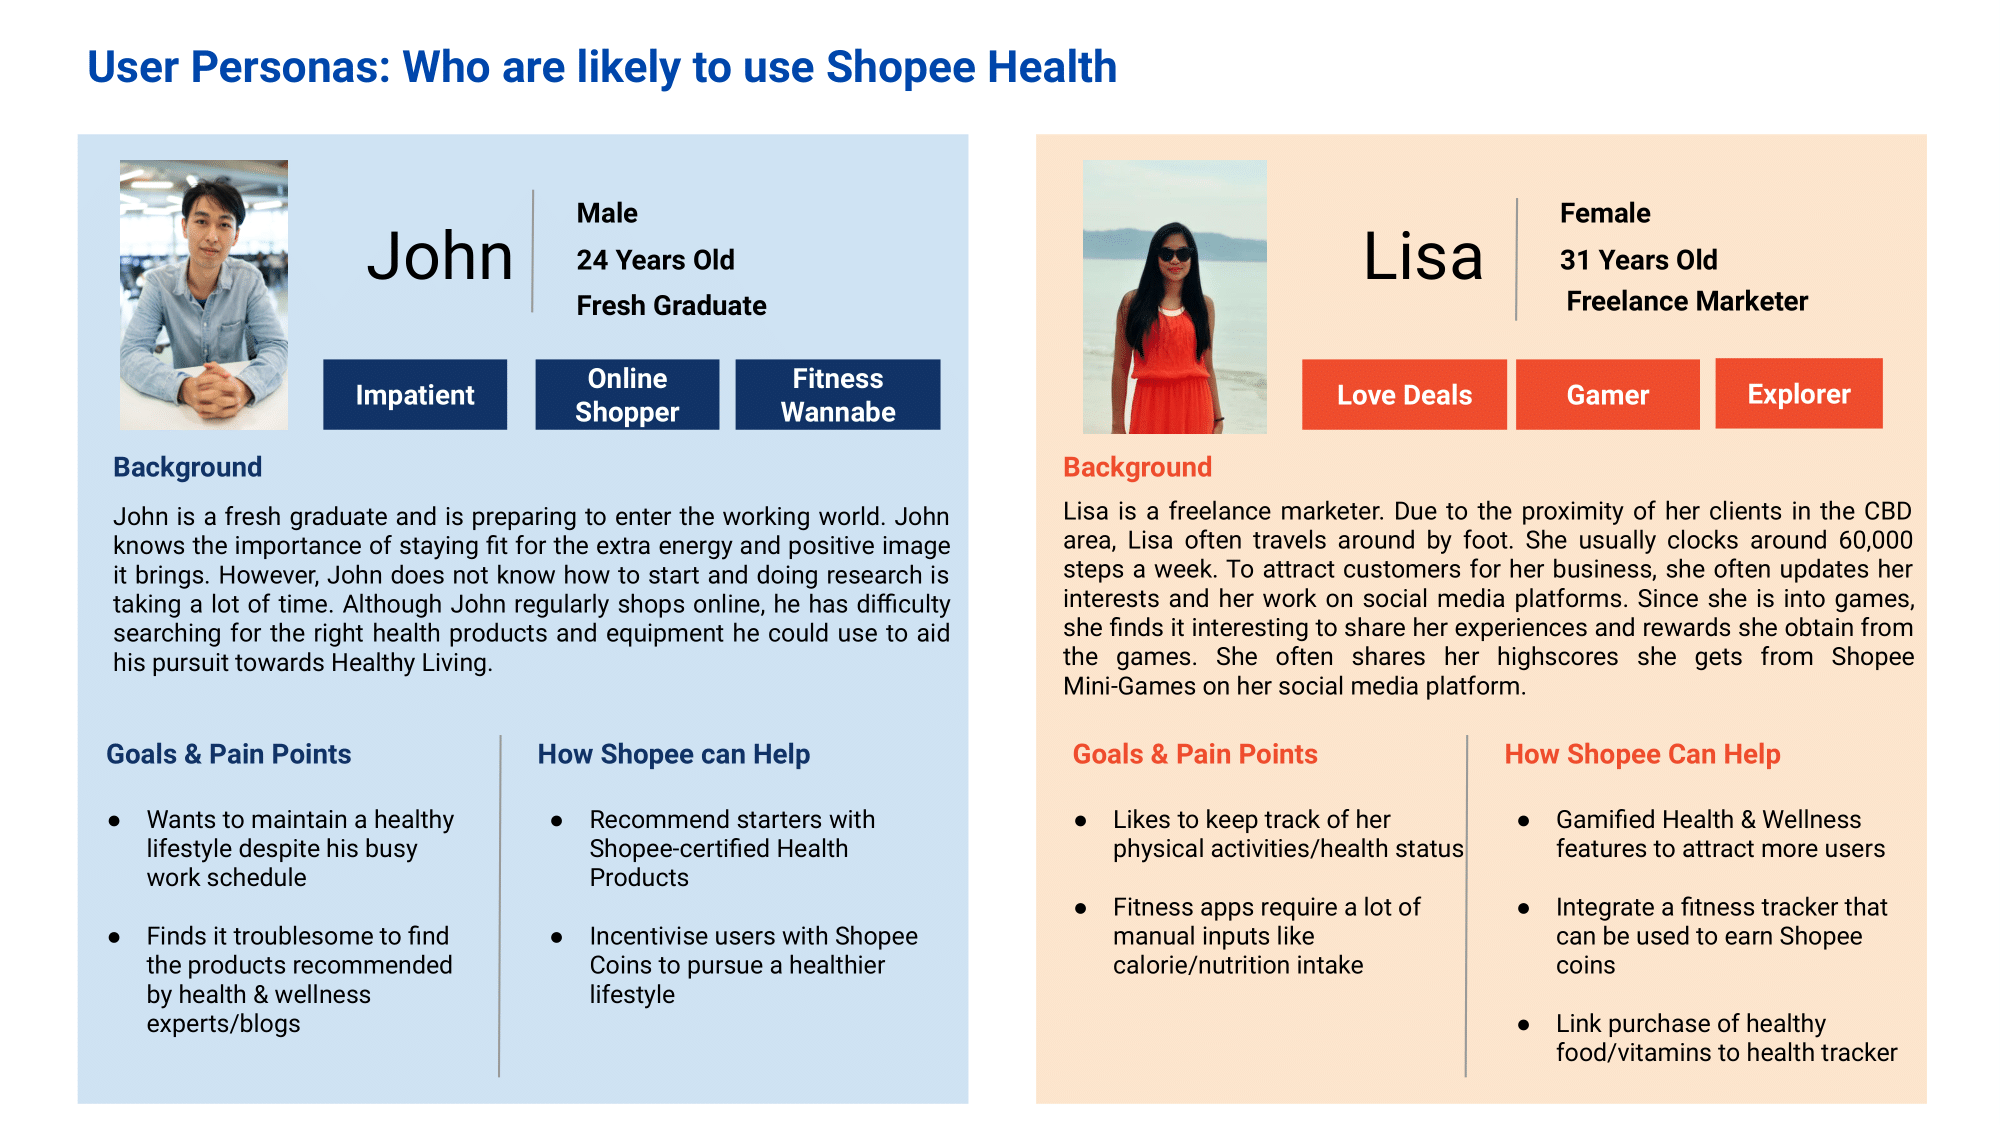 User Personas: Who are likely to use Shopee Health
John
Male
24 Years Old
Fresh Graduate
Impatient
Online
Shopper
Fitness
Wannabe
Background
John is a fresh graduate and is preparing to enter the working world. John
knows the importance of staying fit for the extra energy and positive image
it brings. However, John does not know how to start and doing research is
taking a lot of time. Although John regularly shops online, he has difficulty
searching for the right health products and equipment he could use to aid
his pursuit towards Healthy Living.
Goals & Pain Points
● Wants to maintain a healthy
lifestyle despite his busy
work schedule
● Finds it troublesome to find
the products recommended
by health & wellness
experts/blogs
How Shopee can Help
● Recommend starters with
Shopee-certified Health
Products
● Incentivise users with Shopee
Coins to pursue a healthier
lifestyle
Lisa
Female
31 Years Old
Freelance Marketer
Love Deals
Gamer
Explorer
Background
Lisa is a freelance marketer. Due to the proximity of her clients in the CBD
area, Lisa often travels around by foot. She usually clocks around 60,000
steps a week. To attract customers for her business, she often updates her
interests and her work on social media platforms. Since she is into games,
she finds it interesting to share her experiences and rewards she obtain from
the games. She often shares her highscores she gets from Shopee
Mini-Games on her social media platform.
Goals & Pain Points
● Likes to keep track of her
physical activities/health status
● Fitness apps require a lot of
manual inputs like
calorie/nutrition intake
How Shopee Can Help
● Gamified Health & Wellness
features to attract more users
● Integrate a fitness tracker that
can be used to earn Shopee
coins
● Link purchase of healthy
food/vitamins to health tracker